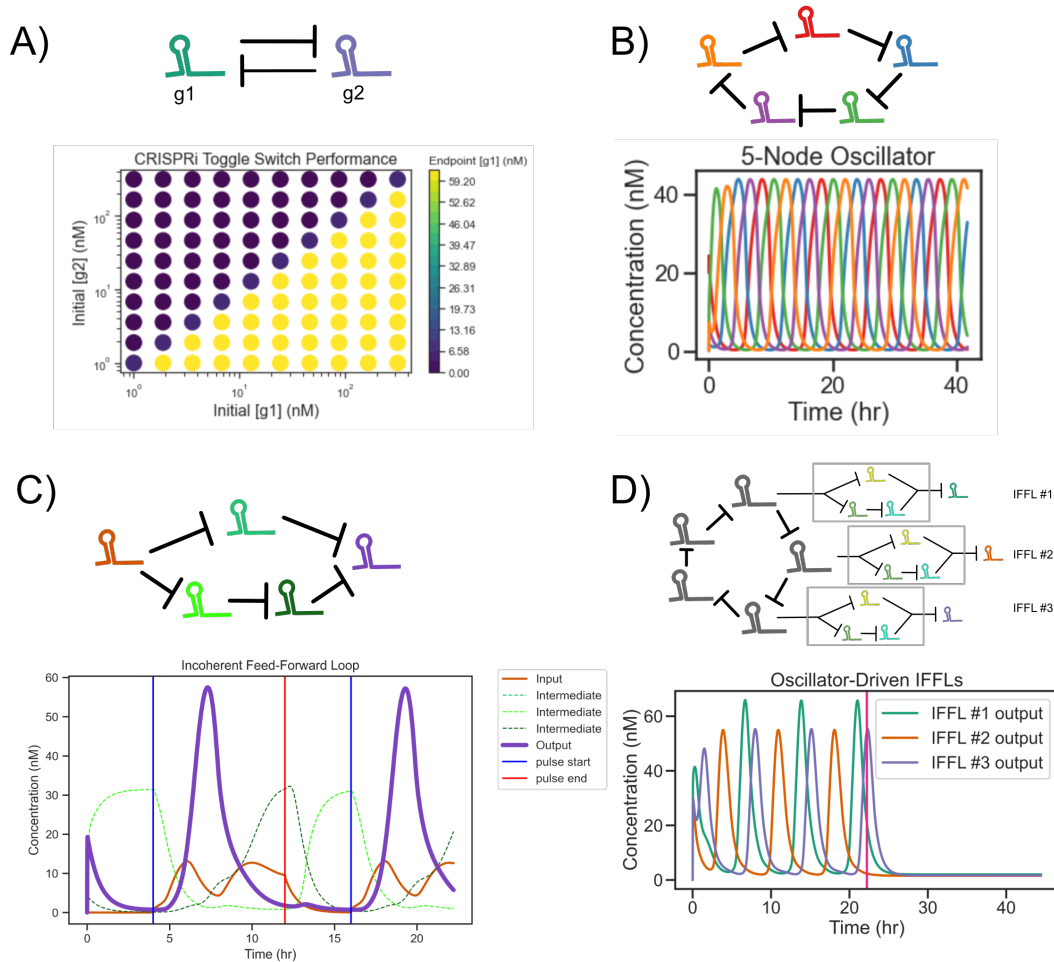 A)
g1
g2
CRISPRi Toggle Switch Performance
Endpoint [g1] (nM)
Initial [g2] (nM)
10²
10¹
10⁰
59.20
52.62
46.04
39.47
32.89
26.31
19.73
13.16
6.58
0.00
10⁰
10¹
10²
Initial [g1] (nM)
B)
5-Node Oscillator
Concentration (nM)
40
20
0
0
20
40
Time (hr)
C)
Incoherent Feed-Forward Loop
Concentration (nM)
60
50
40
30
20
10
0
0
5
10
15
20
Time (hr)
Input
Intermediate
Intermediate
Intermediate
Output
pulse start
pulse end
D)
IFFL #1
IFFL #2
IFFL #3
Oscillator-Driven IFFLs
Concentration (nM)
60
40
20
0
IFFL #1 output
IFFL #2 output
IFFL #3 output
0
10
20
30
40
Time (hr)